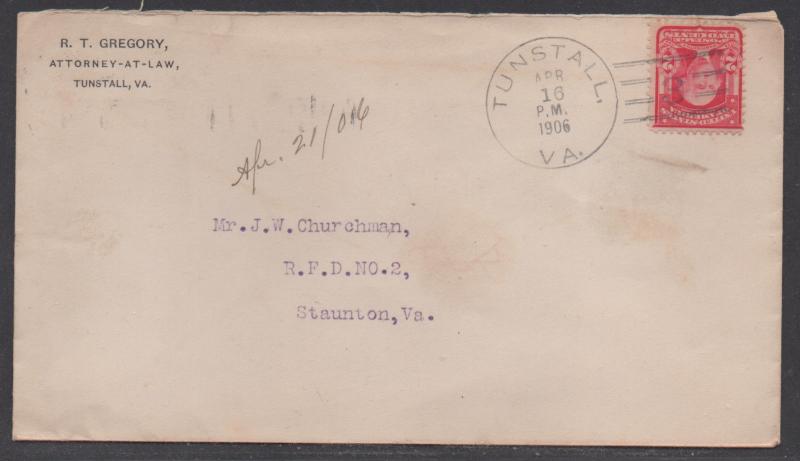 R. T. GREGORY,
ATTORNEY-AT-LAW,
TUNSTALL, VA.
TUNSTALL,
APR
16
P.M.
1906
VA.
Apr. 21/06
Mr.J.W.Churchman,
R.F.D.NO.2,
Staunton,Va.